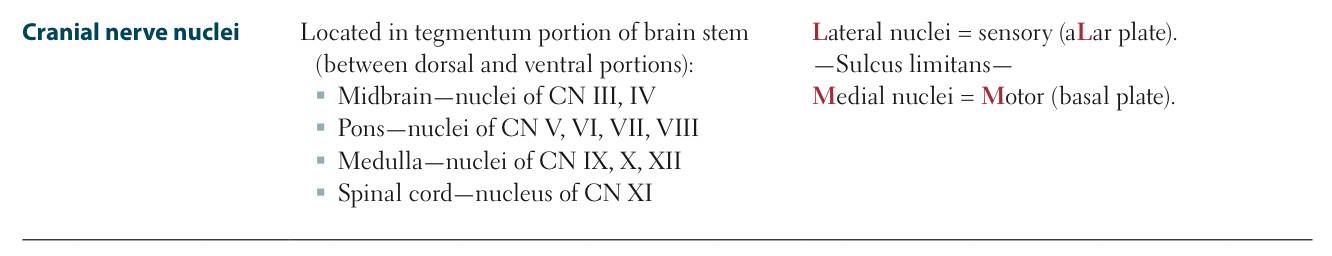 Cranial nerve nuclei
Located in tegmentum portion of brain stem
(between dorsal and ventral portions):
▪ Midbrain—nuclei of CN III, IV
▪ Pons—nuclei of CN V, VI, VII, VIII
▪ Medulla—nuclei of CN IX, X, XII
▪ Spinal cord—nucleus of CN XI
Lateral nuclei = sensory (aLar plate).
—Sulcus limitans—
Medial nuclei = Motor (basal plate).